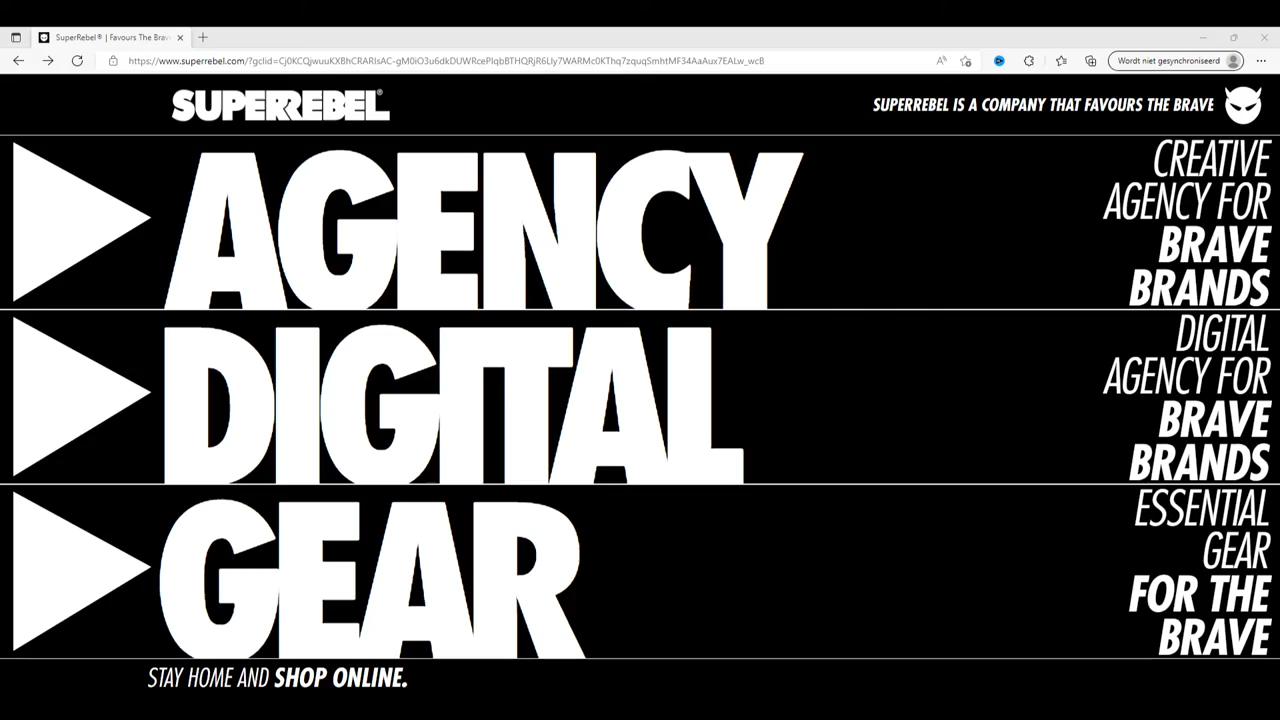 SuperRebel® | Favours The Brav
https://www.superrebel.com/?gclid=Cj0KCQjwuuKXBhCRARIsAC-gM0iO3u6dkDUWRcePIqbBTHQRjR6LIy7WARMc0KThq7zquqSmhtMF34AaAux7EALw_wcB
Wordt niet gesynchroniseerd
SUPERREBEL®
SUPERREBEL IS A COMPANY THAT FAVOURS THE BRAVE
AGENCY
CREATIVE
AGENCY FOR
BRAVE
BRANDS
DIGITAL
DIGITAL
AGENCY FOR
BRAVE
BRANDS
GEAR
ESSENTIAL
GEAR
FOR THE
BRAVE
STAY HOME AND SHOP ONLINE.